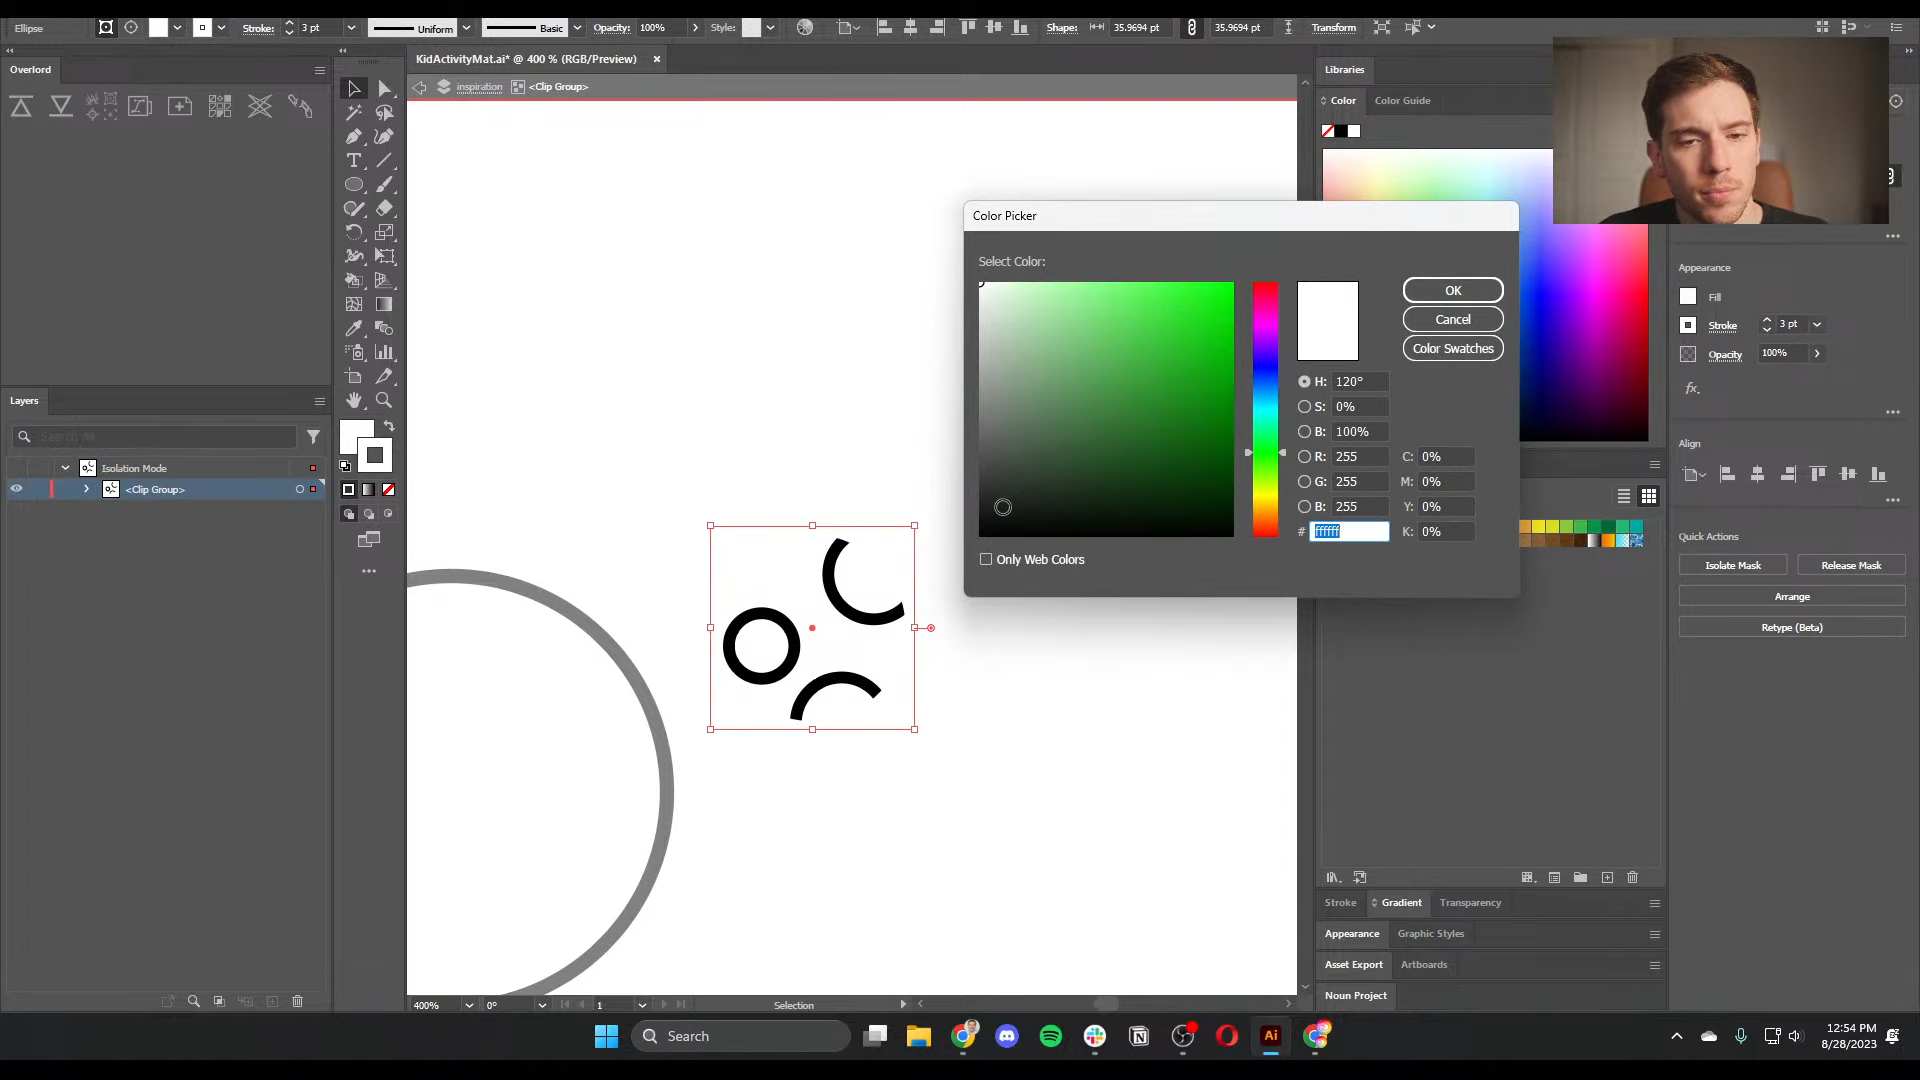 Ellipse
Stroke:
3 pt
Uniform
Basic
Opacity:
100%
Style:
Shape:
35.9694 pt
35.9694 pt
Transform
Overlord
KidActivityMat.ai* @ 400 % (RGB/Preview)
inspiration
<Clip Group>
Libraries
Color
Color Guide
Color Picker
Select Color:
OK
Cancel
Color Swatches
H: 120°
S: 0%
B: 100%
R: 255
C: 0%
G: 255
M: 0%
B: 255
Y: 0%
# ffffff
K: 0%
Only Web Colors
Appearance
Fill
Stroke
3 pt
Opacity
100%
fx.
Align
Quick Actions
Isolate Mask
Release Mask
Arrange
Retype (Beta)
Layers
Search All
Isolation Mode
<Clip Group>
Stroke
Gradient
Transparency
Appearance
Graphic Styles
Asset Export
Artboards
Noun Project
400%
0°
1
Selection
Search
Ai
12:54 PM
8/28/2023